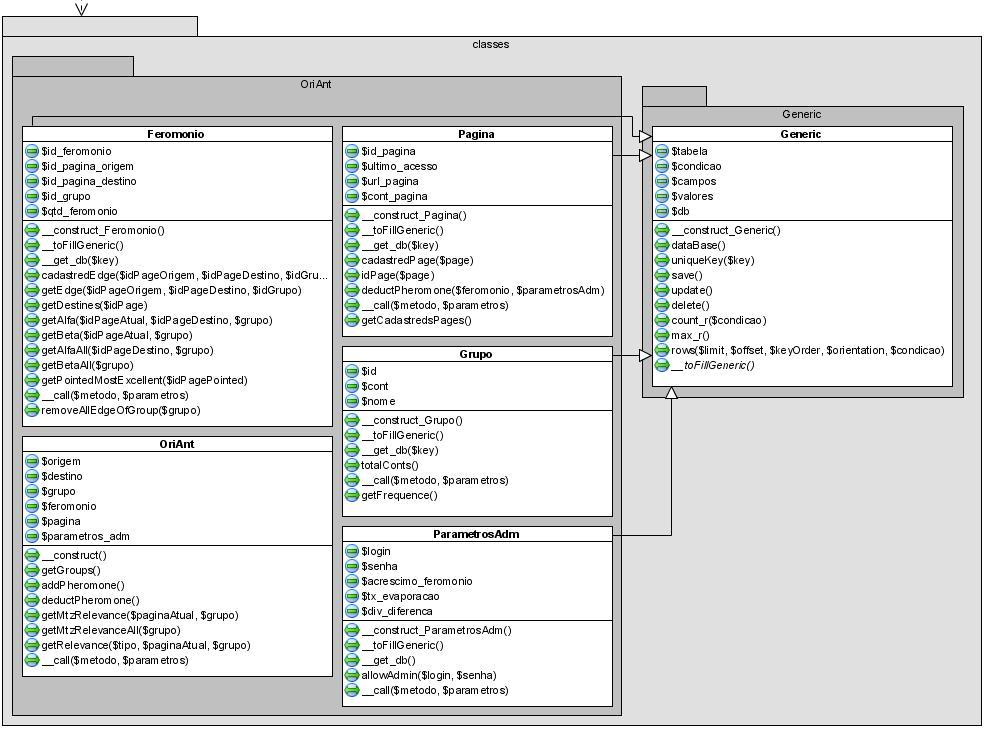 classes
OriAnt
Feromonio
$id_feromonio
$id_pagina_origem
$id_pagina_destino
$id_grupo
$qtd_feromonio
__construct_Feromonio()
__toFillGeneric()
__get_db($key)
cadastredEdge($idPageOrigem, $idPageDestino, $idGru...
getEdge($idPageOrigem, $idPageDestino, $idGrupo)
getDestines($idPage)
getAlfa($idPageAtual, $idPageDestino, $grupo)
getBeta($idPageAtual, $grupo)
getAlfaAll($idPageDestino, $grupo)
getBetaAll($grupo)
getPointedMostExcellent($idPagePointed)
__call($metodo, $parametros)
removeAllEdgeOfGroup($grupo)
OriAnt
$origem
$destino
$grupo
$feromonio
$pagina
$parametros_adm
__construct()
getGroups()
addPheromone()
deductPheromone()
getMtzRelevance($paginaAtual, $grupo)
getMtzRelevanceAll($grupo)
getRelevance($tipo, $paginaAtual, $grupo)
__call($metodo, $parametros)
Pagina
$id_pagina
$ultimo_acesso
$url_pagina
$cont_pagina
__construct_Pagina()
__toFillGeneric()
__get_db($key)
cadastredPage($page)
idPage($page)
deductPheromone($feromonio, $parametrosAdm)
__call($metodo, $parametros)
getCadastredsPages()
Grupo
$id
$cont
$nome
__construct_Grupo()
__toFillGeneric()
__get_db($key)
totalConts()
__call($metodo, $parametros)
getFrequence()
ParametrosAdm
$login
$senha
$acrescimo_feromonio
$tx_evaporacao
$div_diferenca
__construct_ParametrosAdm()
__toFillGeneric()
__get_db()
allowAdmin($login, $senha)
__call($metodo, $parametros)
Generic
Generic
$tabela
$condicao
$campos
$valores
$db
__construct_Generic()
dataBase()
uniqueKey($key)
save()
update()
delete()
count_r($condicao)
max_r()
rows($limit, $offset, $keyOrder, $orientation, $condicao)
__toFillGeneric()